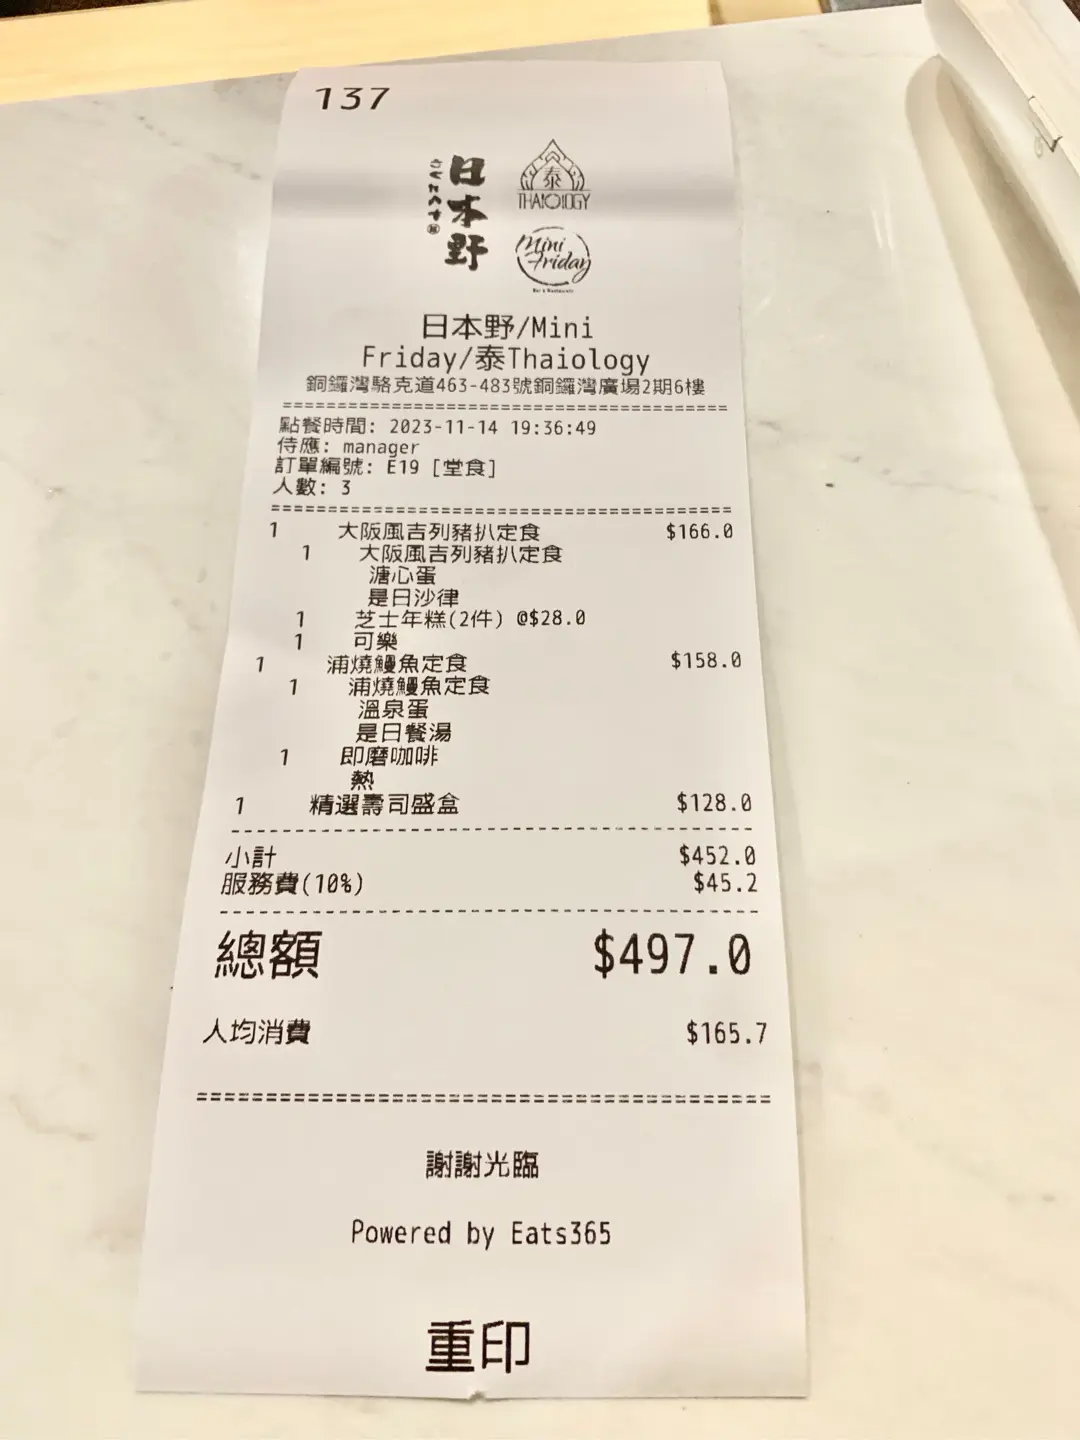 137
日本野
泰
THAIOLOGY
Mini
Friday
日本野/Mini
Friday/泰Thaiology
銅鑼灣駱克道463-483號銅鑼灣廣場2期6樓
========================================
點餐時間: 2023-11-14 19:36:49
侍應: manager
訂單編號: E19 [堂食]
人數: 3
========================================
1 大阪風吉列豬扒定食 $166.0
1 大阪風吉列豬扒定食
溏心蛋
是日沙律
1 芝士年糕(2件) @$28.0
1 可樂
1 浦燒鰻魚定食 $158.0
1 浦燒鰻魚定食
溫泉蛋
是日餐湯
1 即磨咖啡
熱
1 精選壽司盛盒 $128.0
----------------------------------------
小計 $452.0
服務費(10%) $45.2
----------------------------------------
總額 $497.0
人均消費 $165.7
========================================
謝謝光臨
Powered by Eats365
重印